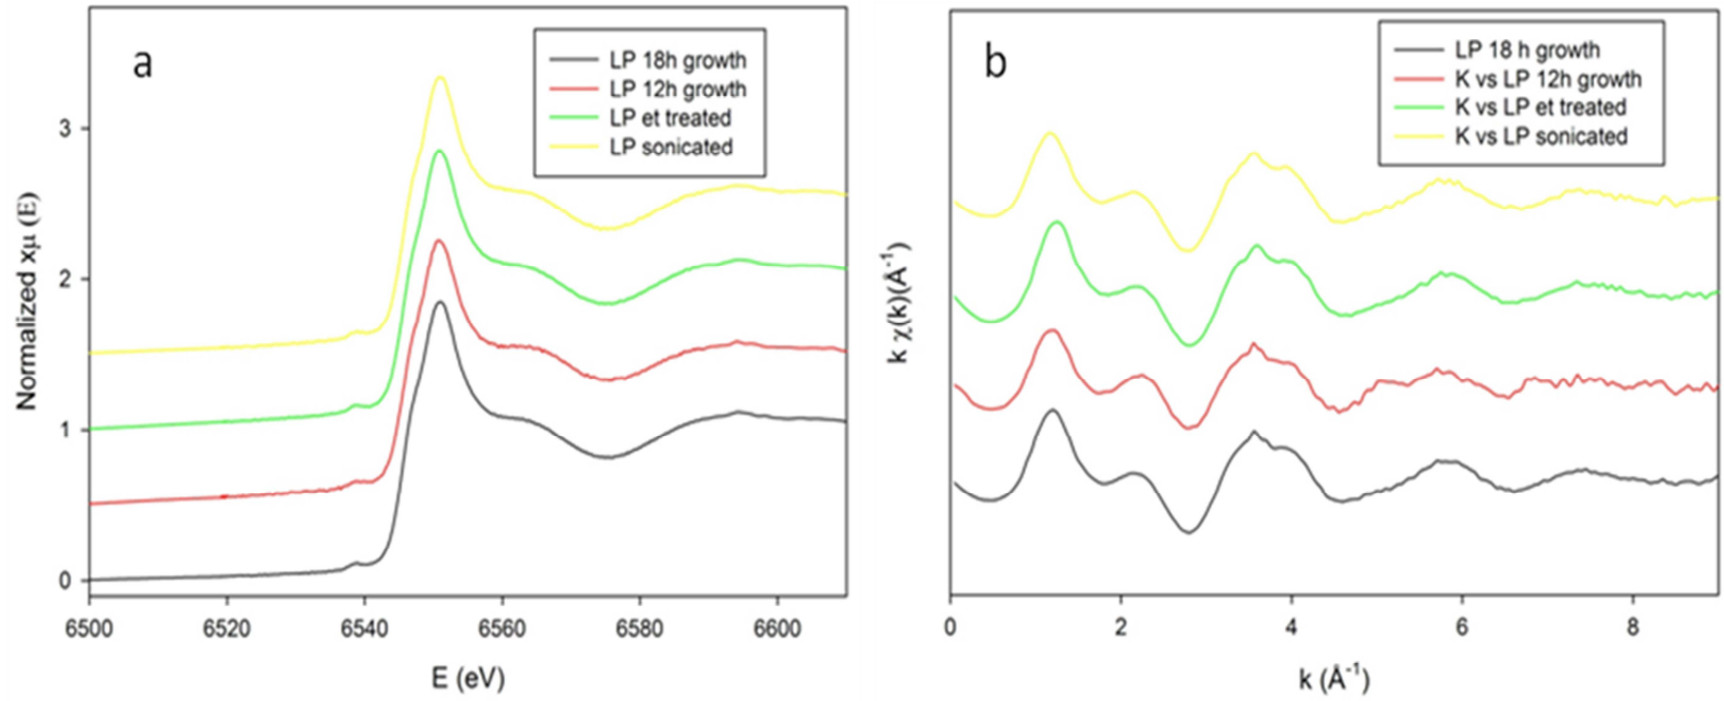 a
LP 18h growth
LP 12h growth
LP et treated
LP sonicated
Normalized xµ (E)
3
2
1
0
6500 6520 6540 6560 6580 6600
E (eV)
b
LP 18 h growth
K vs LP 12h growth
K vs LP et treated
K vs LP sonicated
k χ(k)(Å⁻¹)
0 2 4 6 8
k (Å⁻¹)